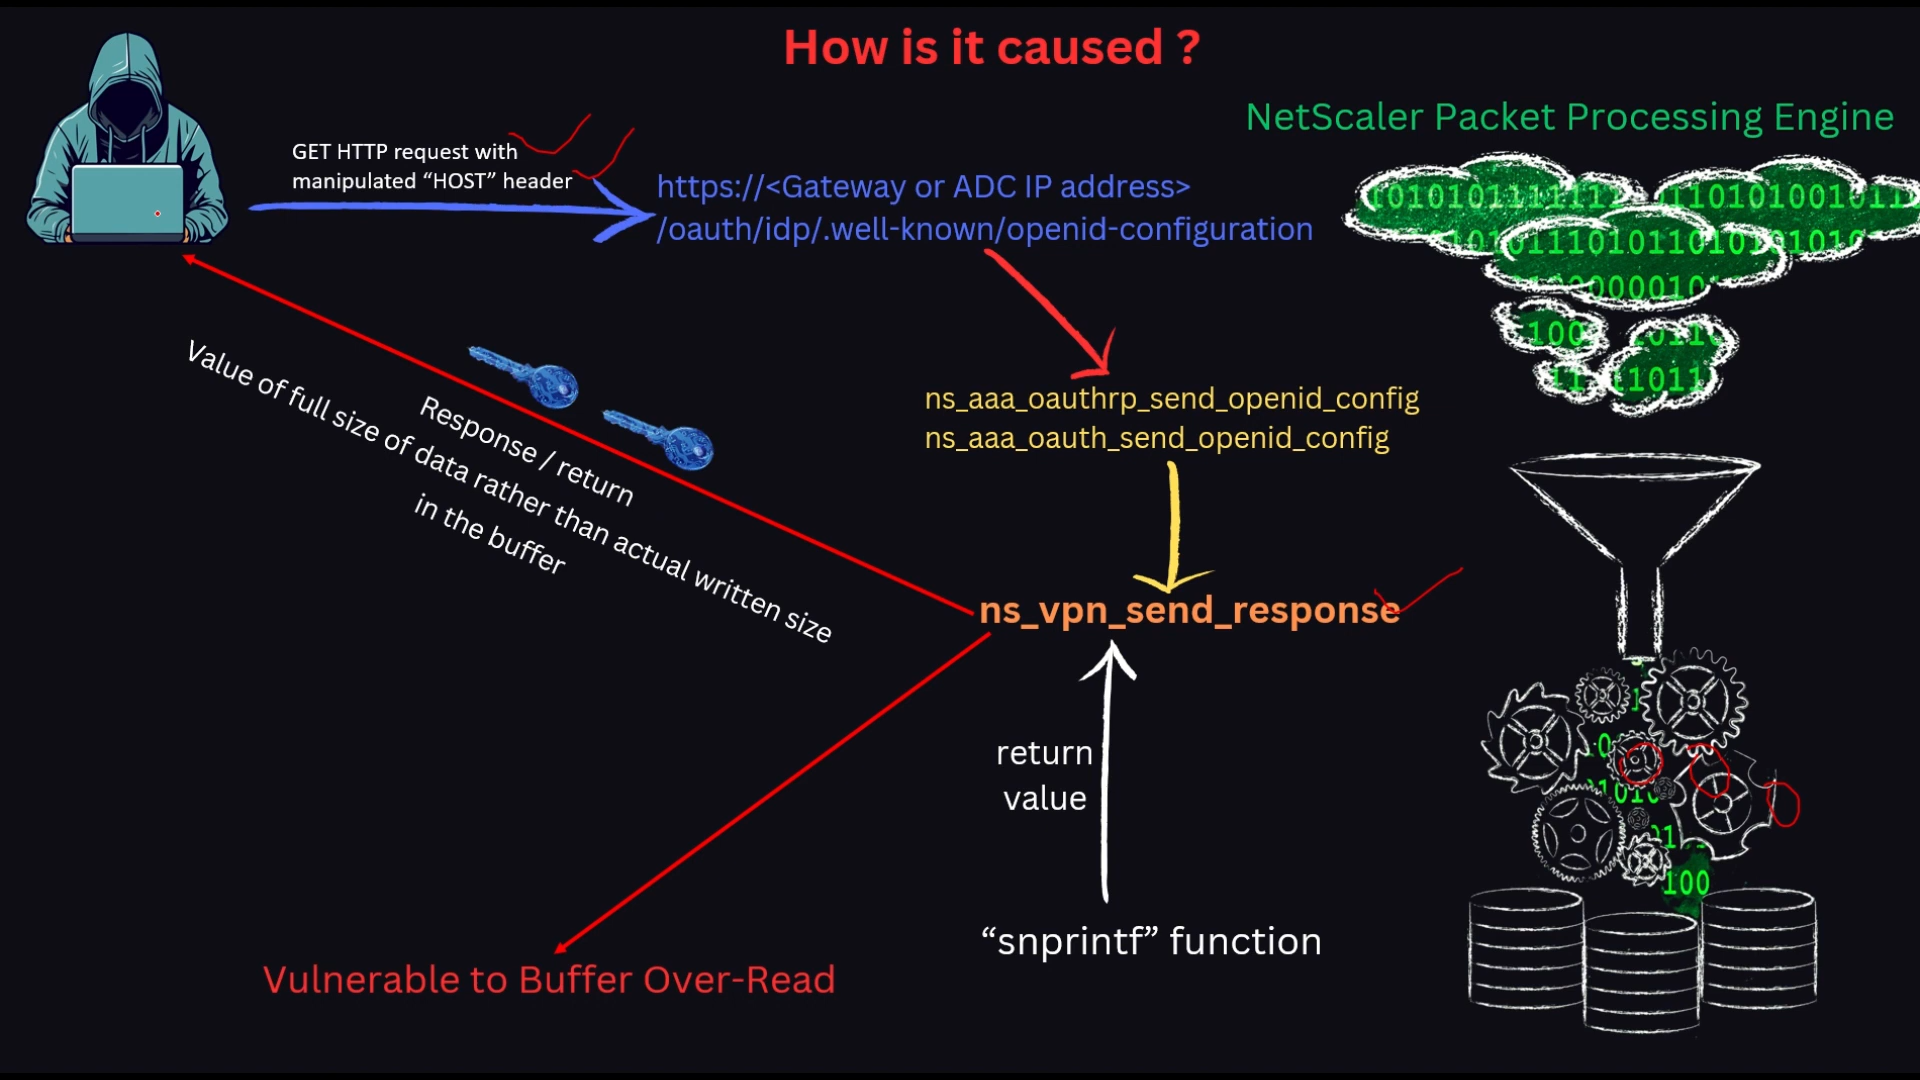 How is it caused ?
NetScaler Packet Processing Engine
GET HTTP request with
manipulated “HOST” header
https://<Gateway or ADC IP address>
/oauth/idp/.well-known/openid-configuration
ns_aaa_oauthrp_send_openid_config
ns_aaa_oauth_send_openid_config
Response / return
Value of full size of data rather than actual written size
in the buffer
ns_vpn_send_response
return
value
“snprintf” function
Vulnerable to Buffer Over-Read
100